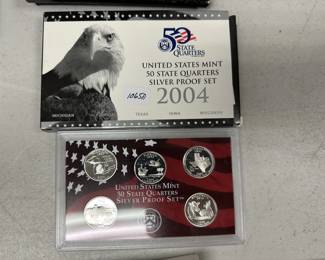 50
STATE
QUARTERS
UNITED STATES MINT
50 STATE QUARTERS
SILVER PROOF SET
2004
10650
MICHIGAN
TEXAS
IOWA
WISCONSIN
UNITED STATES MINT
50 STATE QUARTERS
SILVER PROOF SET